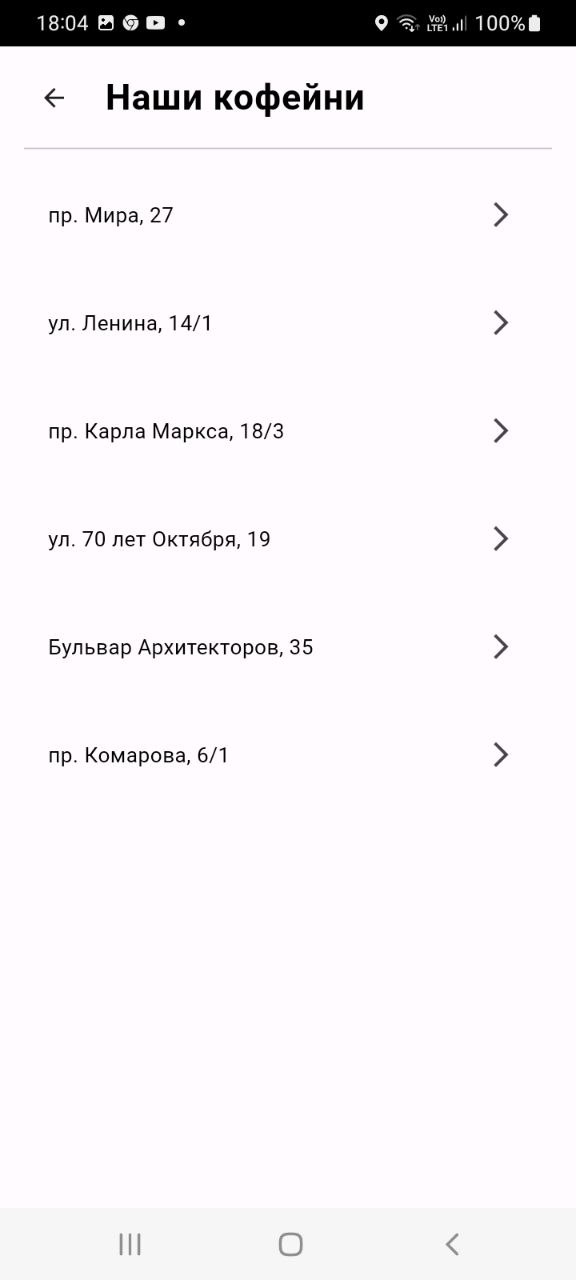 18:04 Vo)) LTE1 100%
Наши кофейни
пр. Мира, 27
ул. Ленина, 14/1
пр. Карла Маркса, 18/3
ул. 70 лет Октября, 19
Бульвар Архитекторов, 35
пр. Комарова, 6/1